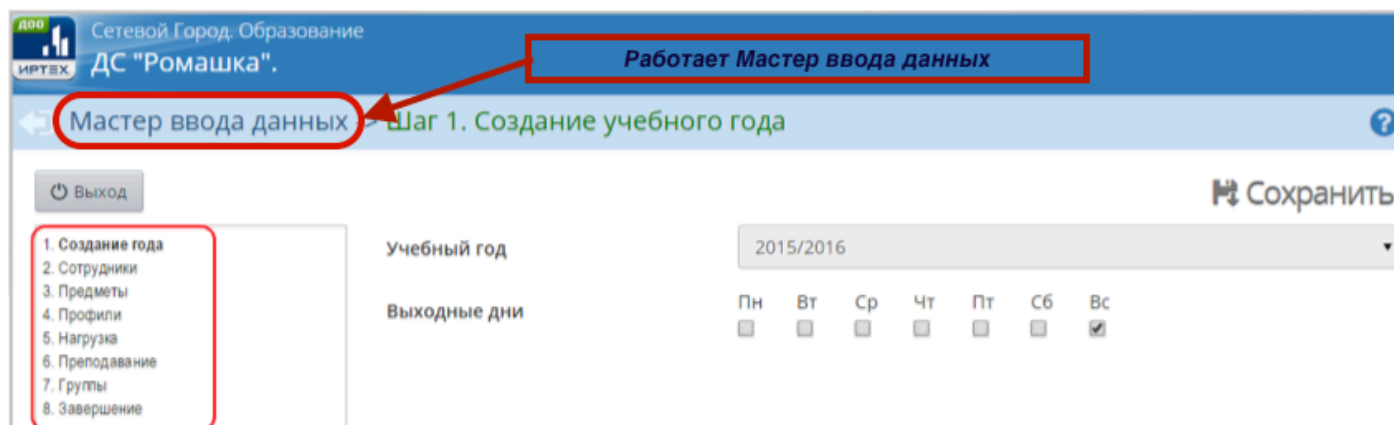 ДОО
ИРТЕХ
Сетевой Город. Образование
ДС "Ромашка".
Работает Мастер ввода данных
Мастер ввода данных -> Шаг 1. Создание учебного года
?
Выход
Сохранить
1. Создание года
2. Сотрудники
3. Предметы
4. Профили
5. Нагрузка
6. Преподавание
7. Группы
8. Завершение
Учебный год 2015/2016
Выходные дни Пн Вт Ср Чт Пт Сб Вс